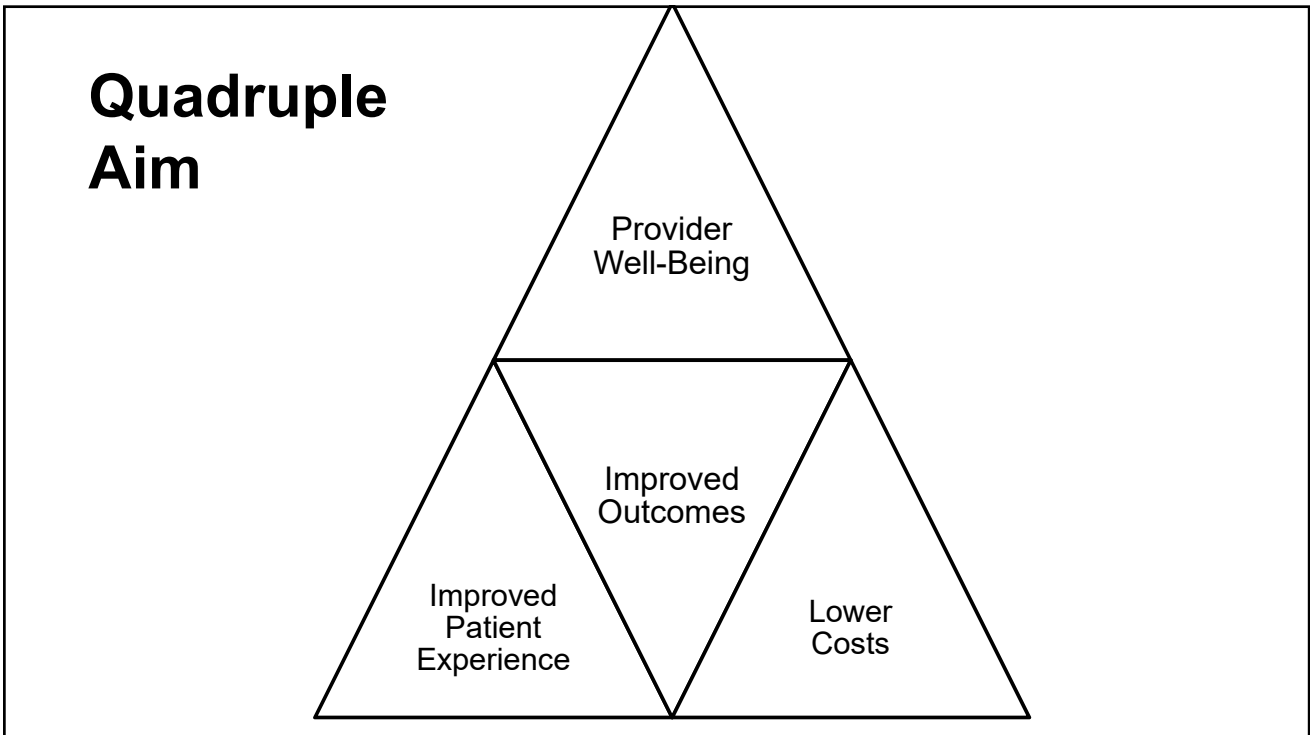 Quadruple
Aim
Provider
Well-Being
Improved
Outcomes
Improved
Patient
Experience
Lower
Costs